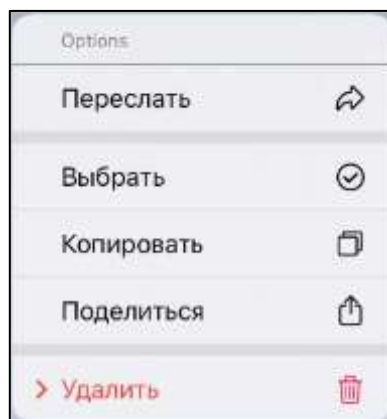 Options
Переслать
Выбрать
Копировать
Поделиться
Удалить